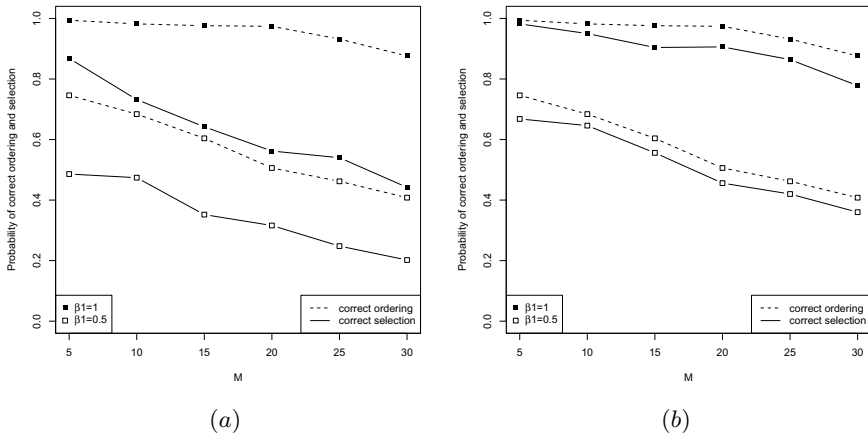 Probability of correct ordering and selection
1.0
0.8
0.6
0.4
0.2
0.0
β1=1
β1=0.5
correct ordering
correct selection
5 10 15 20 25 30
M
(a)
Probability of correct ordering and selection
1.0
0.8
0.6
0.4
0.2
0.0
β1=1
β1=0.5
correct ordering
correct selection
5 10 15 20 25 30
M
(b)